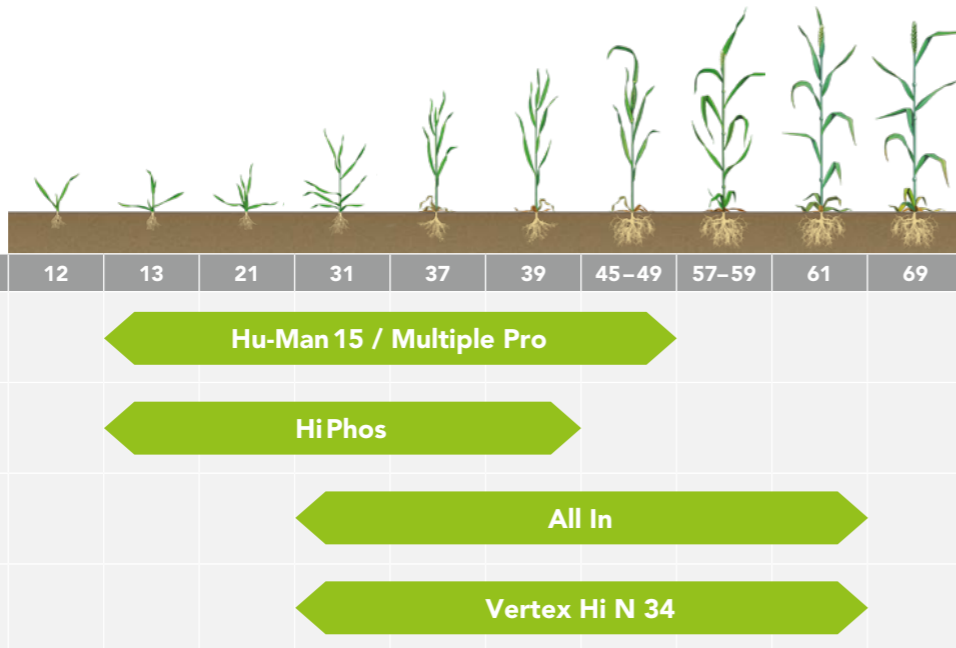 12 13 21 31 37 39 45–49 57–59 61 69
Hu-Man 15 / Multiple Pro
Hi Phos
All In
Vertex Hi N 34